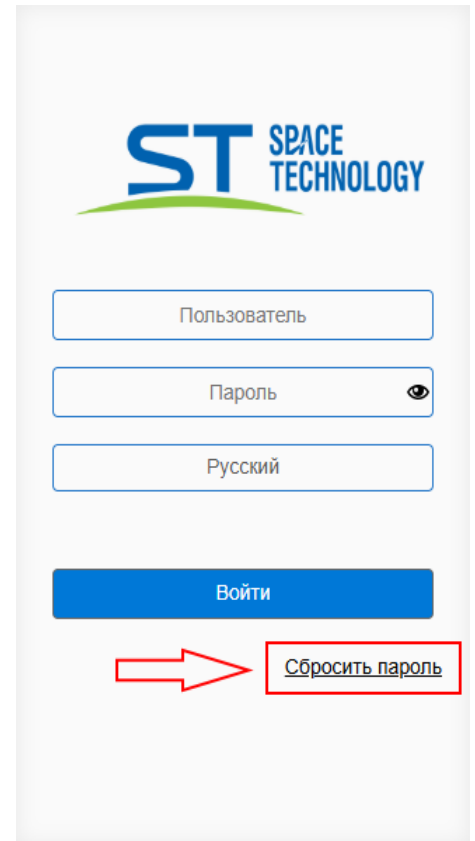 ST SPACE
TECHNOLOGY
Пользователь
Пароль
Русский
Войти
Сбросить пароль